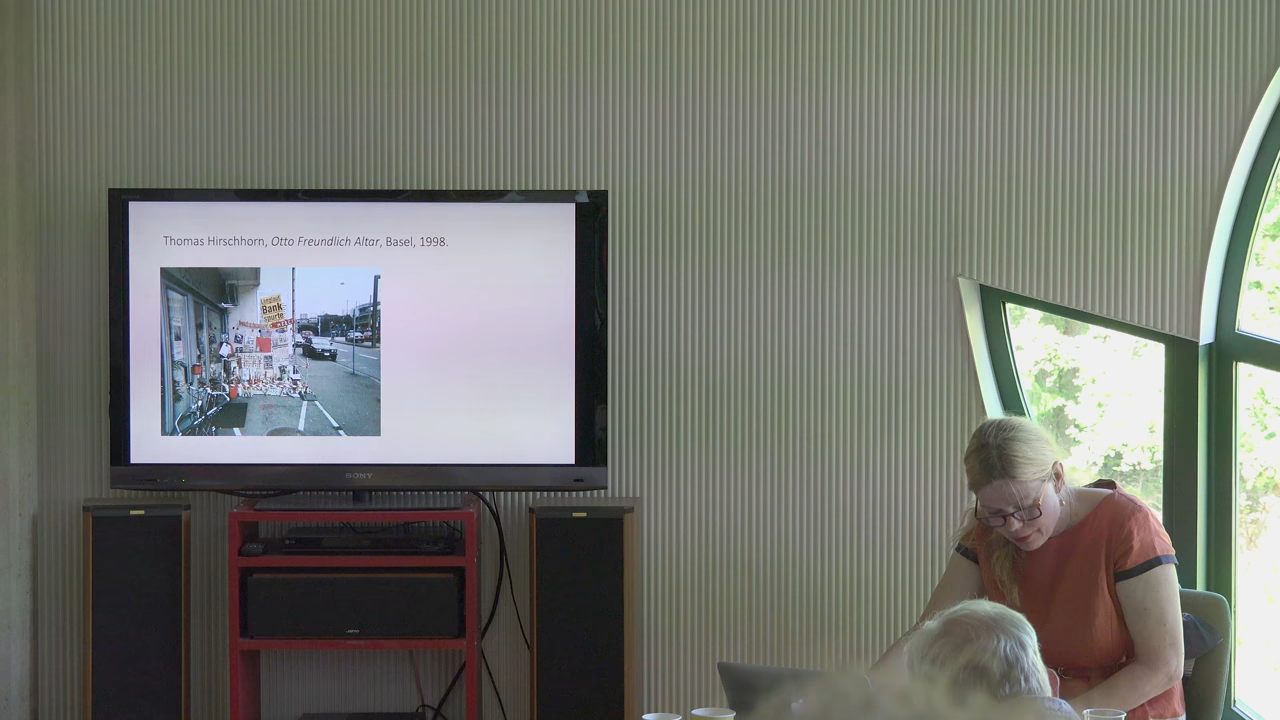 Thomas Hirschhorn, Otto Freundlich Altar, Basel, 1998.
Bank-
SONY